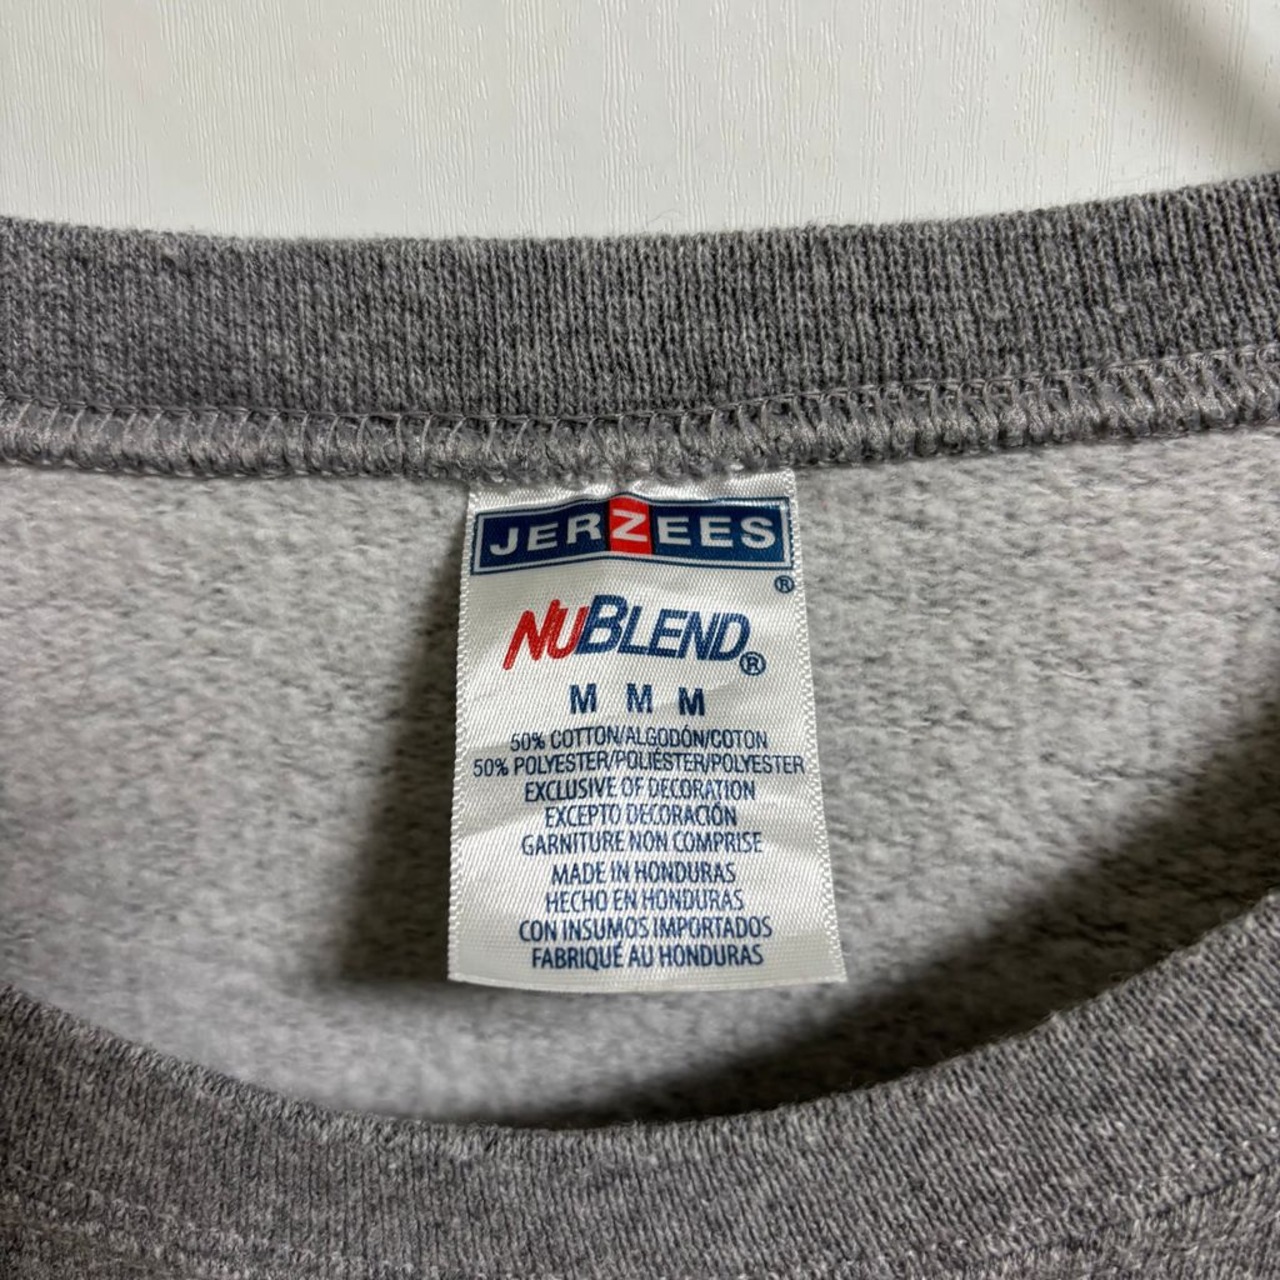 JERZEES
®
NUBLEND®
M M M
50% COTTON/ALGODÓN/COTON
50% POLYESTER/POLIÉSTER/POLYESTER
EXCLUSIVE OF DECORATION
EXCEPTO DECORACIÓN
GARNITURE NON COMPRISE
MADE IN HONDURAS
HECHO EN HONDURAS
CON INSUMOS IMPORTADOS
FABRIQUÉ AU HONDURAS